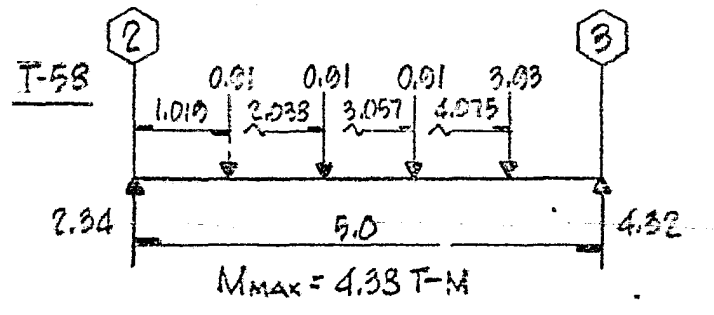 2 3
T-58
0.91 0.91 0.91 3.93
1.019 2.038 3.057 4.075
2.34 5.0 4.32
MMAX = 4.38 T-M